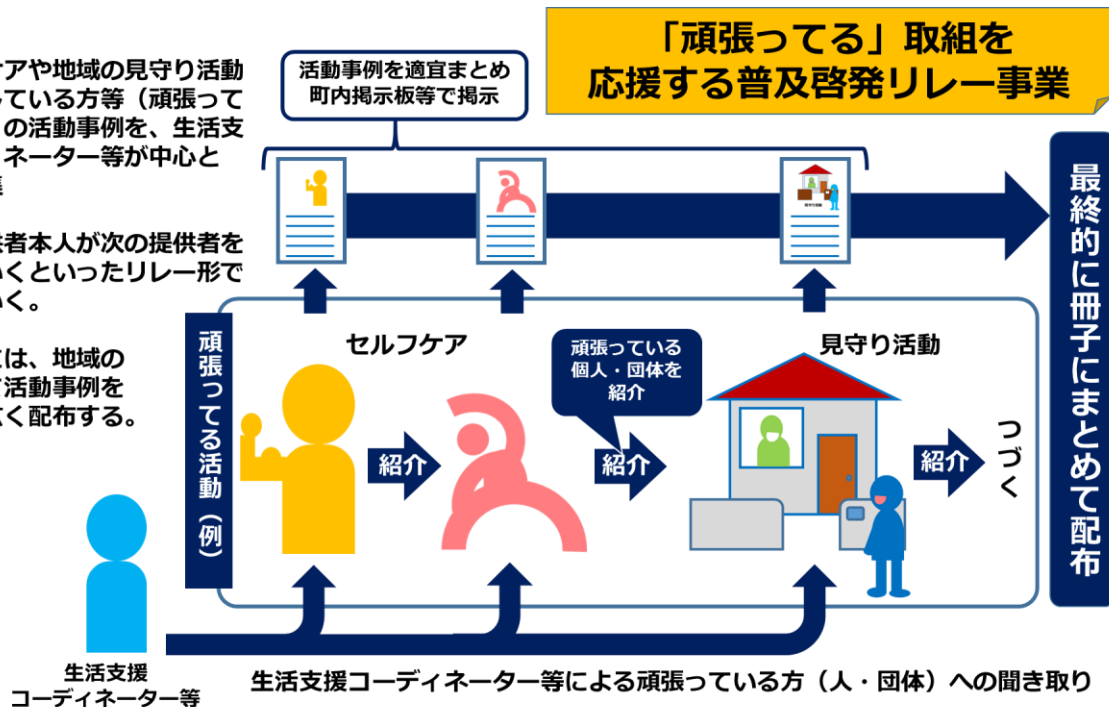 「頑張ってる」取組を
応援する普及啓発リレー事業
ケアや地域の見守り活動
ている方等（頑張って
の活動事例を、生活支
ネーター等が中心と
者本人が次の提供者を
いくといったリレー形で
いく。
は、地域の
活動事例を
広く配布する。
活動事例を適宜まとめ
町内掲示板等で掲示
見守り活動
最終的に冊子にまとめて配布
頑張ってる活動（例）
セルフケア
頑張っている
個人・団体を
紹介
見守り活動
紹介
紹介
紹介
つづく
生活支援
コーディネーター等
生活支援コーディネーター等による頑張っている方（人・団体）への聞き取り